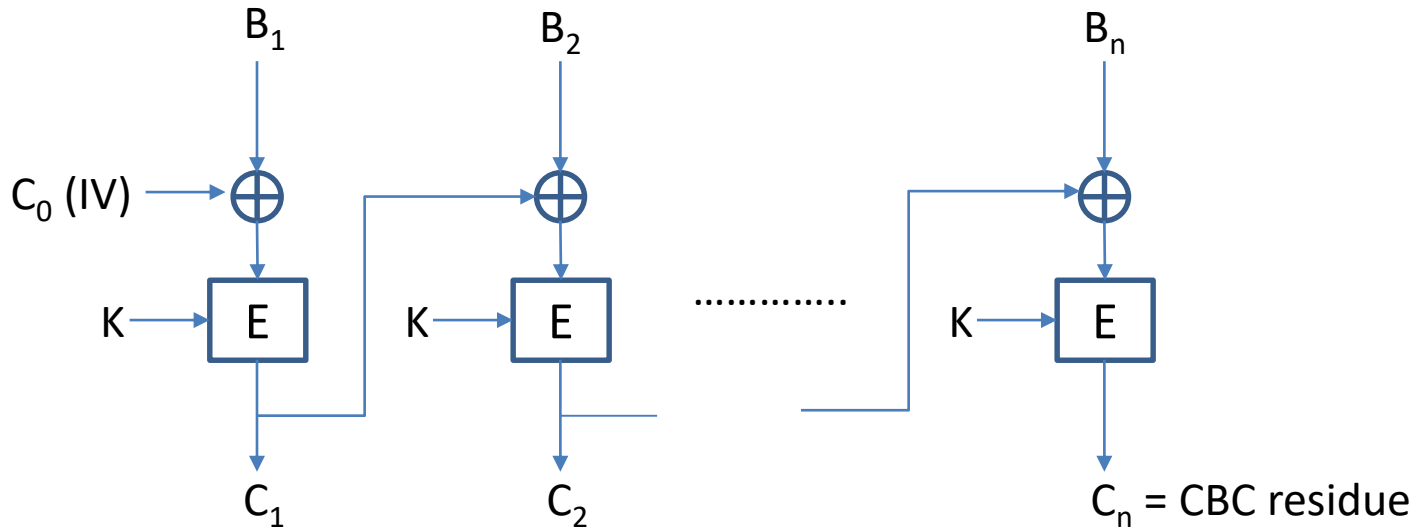 B₁ B₂ Bₙ
C₀ (IV)
K E K E ………….. K E
C₁ C₂ Cₙ = CBC residue